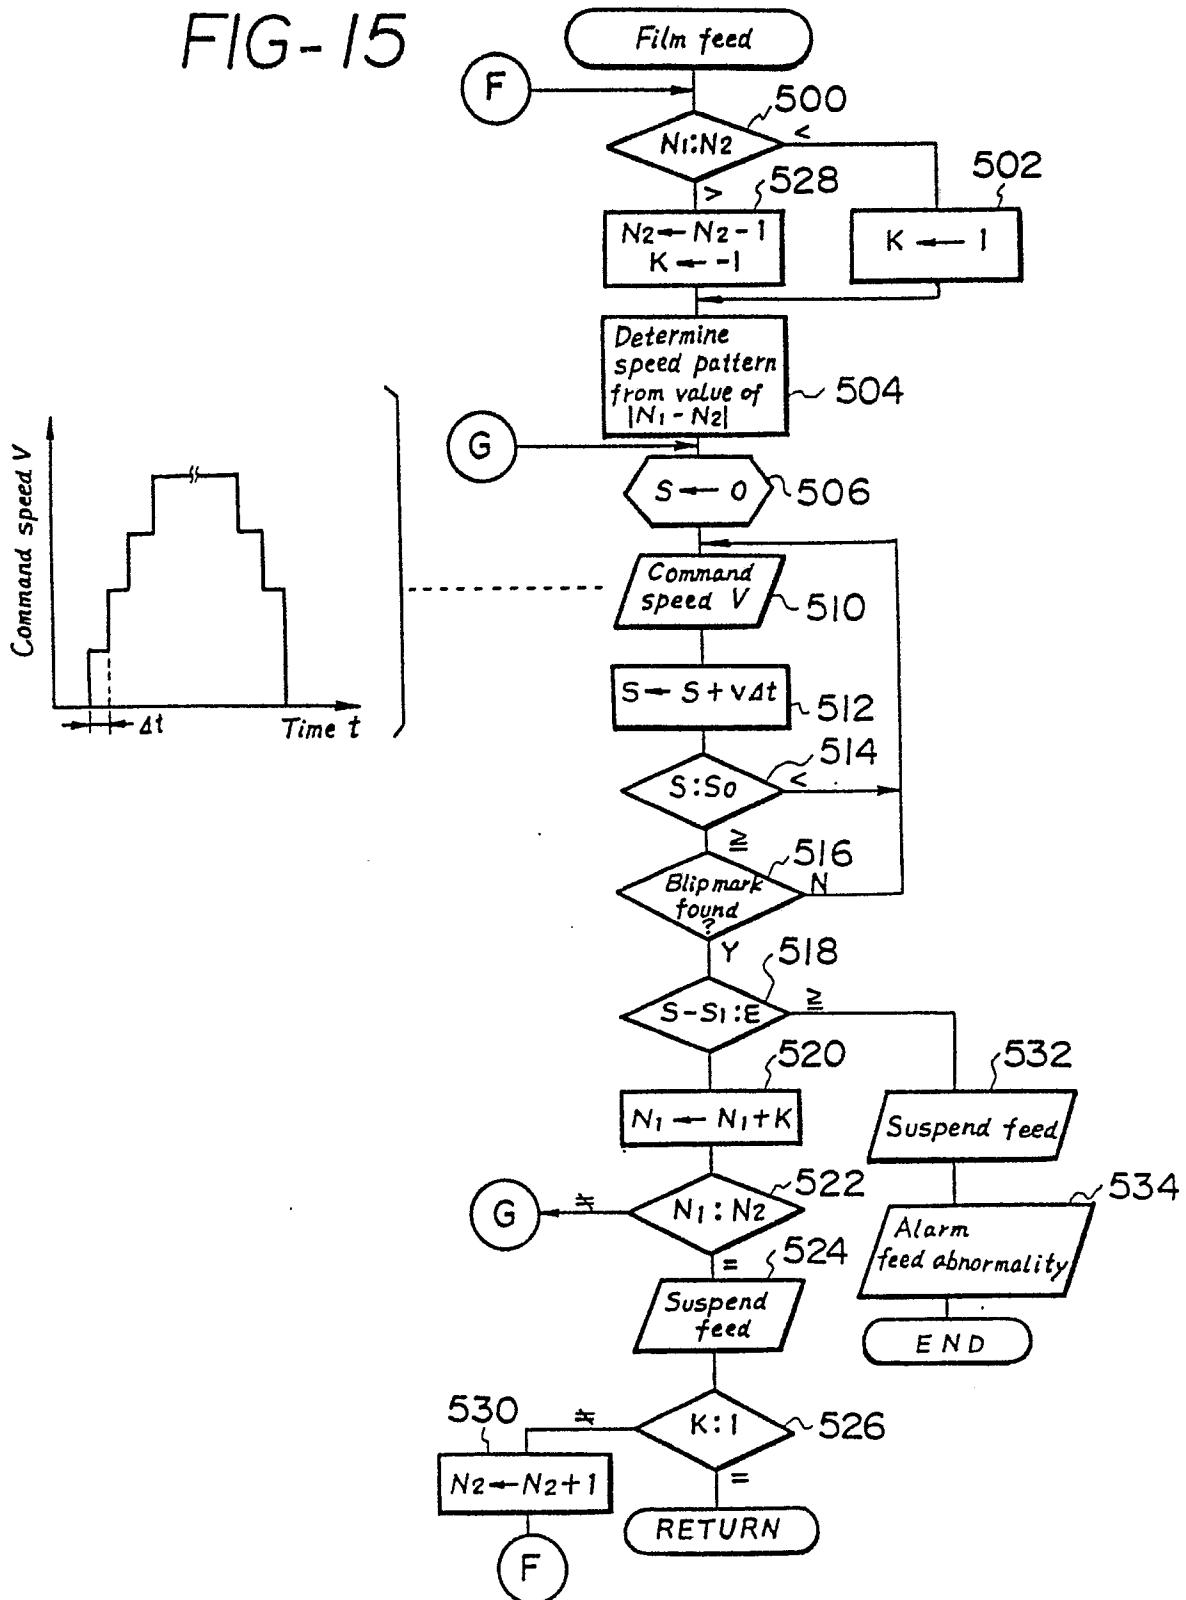 FIG-15
Film feed
F
500
N1:N2
<
>
502
528
N2 ← N2 - 1
K ← -1
K ← 1
Determine
speed pattern
from value of
|N1 - N2|
504
G
S ← 0
506
Command
speed V
510
Command speed V
Δt
Time t
S ← S + vΔt
512
S:S0
514
<
≧
Blip mark
found
?
516
N
Y
S-S1:E
518
≧
520
N1 ← N1+K
532
Suspend feed
534
Alarm
feed abnormality
END
N1:N2
522
≠
G
=
524
Suspend
feed
K:1
526
≠
=
530
N2←N2+1
F
RETURN